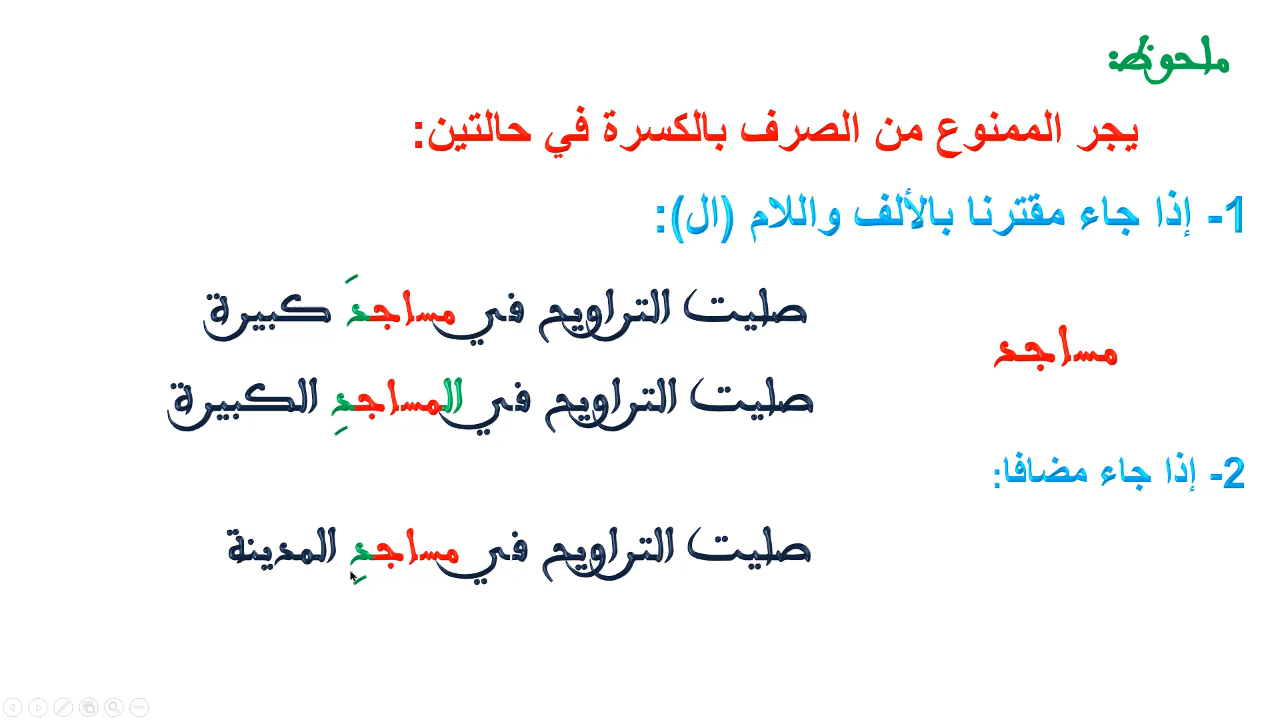 ملحوظ:
يجر الممنوع من الصرف بالكسرة في حالتين:
1- إذا جاء مقترنا بالألف واللام (ال):
صليت التراويح في مساجدَ كبيرة
مساجد
صليت التراويح في المساجدِ الكبيرة
2- إذا جاء مضافا:
صليت التراويح في مساجدِ المدينة